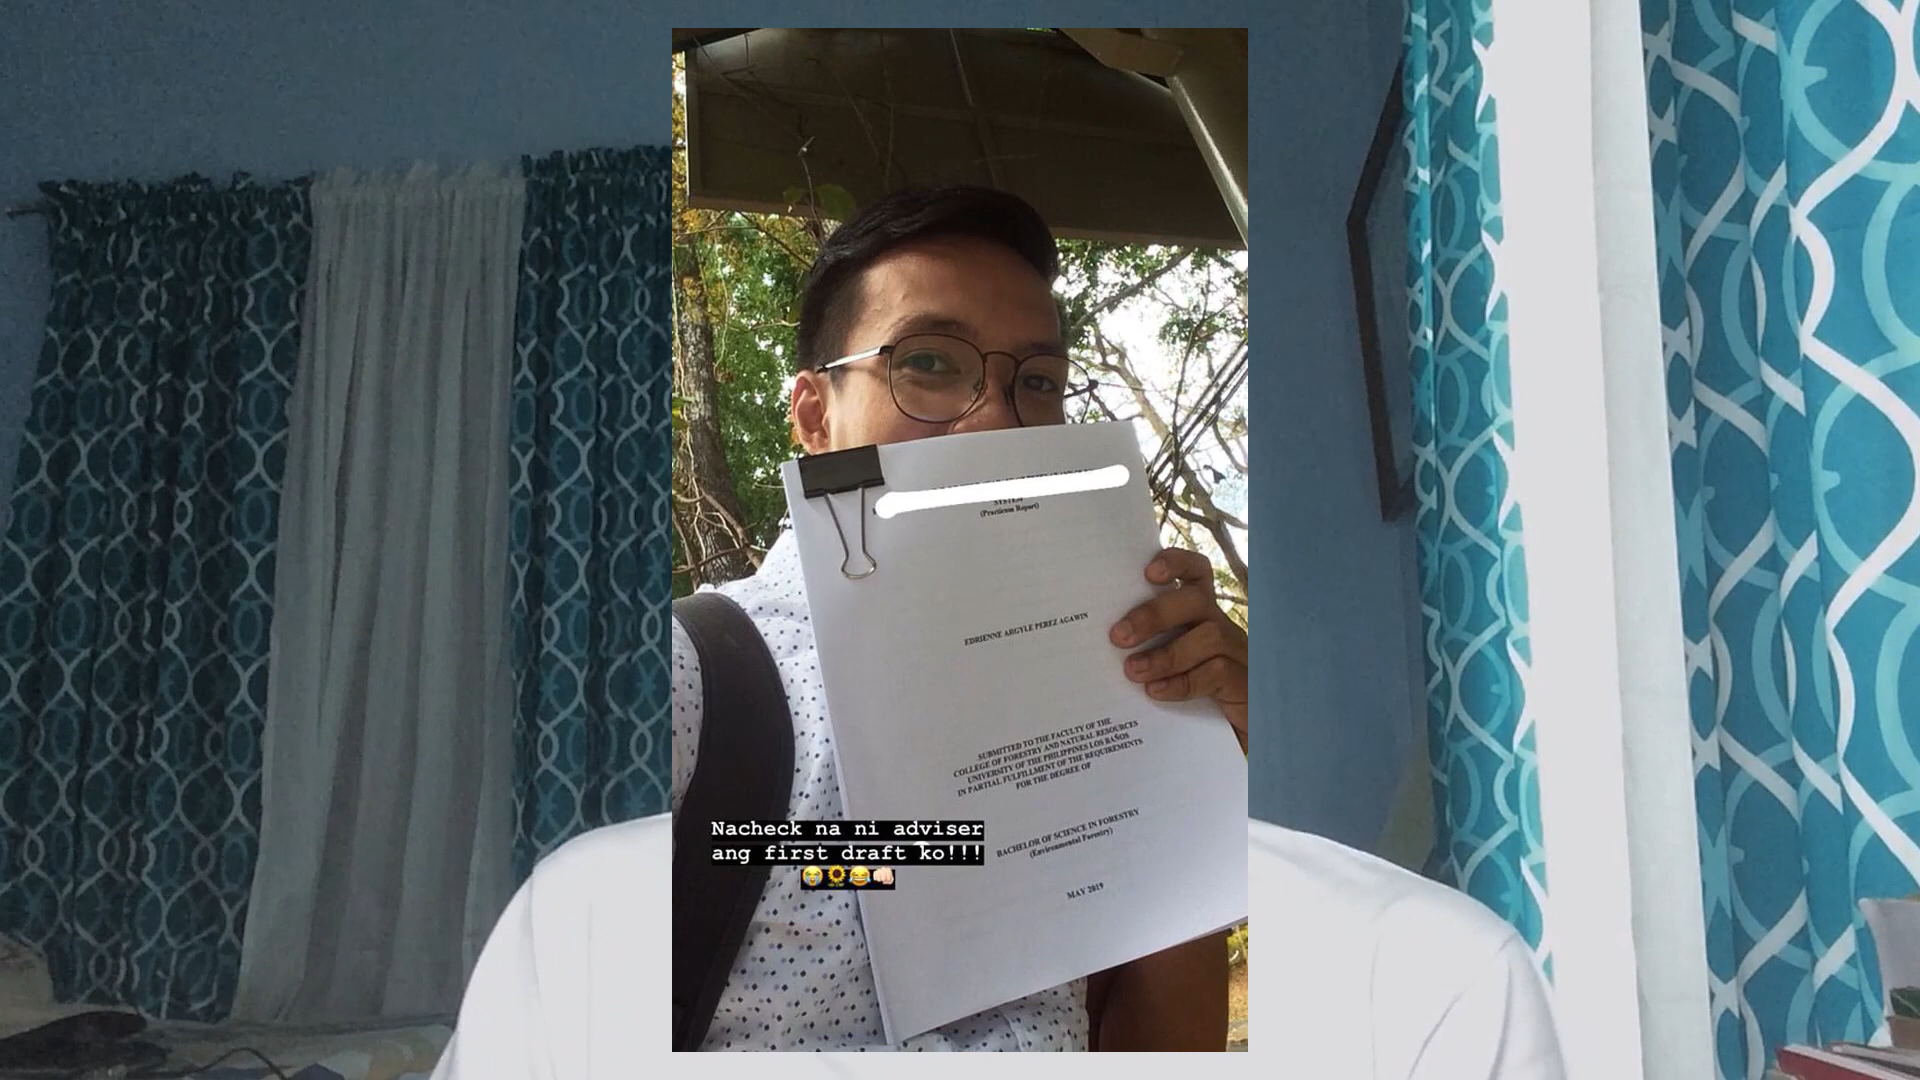 SYSTEM
(Practicum Report)
EDRIENNE ARGYLE PEREZ AGAWIN
SUBMITTED TO THE FACULTY OF THE
COLLEGE OF FORESTRY AND NATURAL RESOURCES
UNIVERSITY OF THE PHILIPPINES LOS BAÑOS
IN PARTIAL FULFILLMENT OF THE REQUIREMENTS
FOR THE DEGREE OF
BACHELOR OF SCIENCE IN FORESTRY
(Environmental Forestry)
MAY 2019
Nacheck na ni adviser
ang first draft ko!!!
😭🌻😂👊🏻